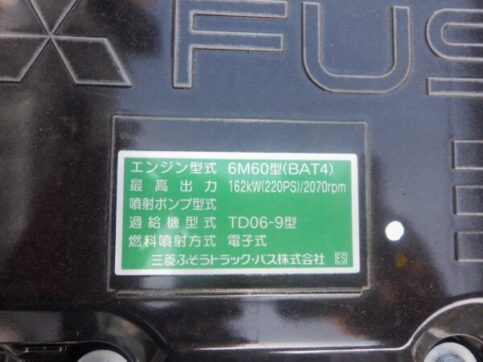 FUS
エンジン型式 6M60型(BAT4)
最高出力 162kW(220PS)/2070rpm
噴射ポンプ型式
過給機型式 TD06-9型
燃料噴射方式 電子式
三菱ふそうトラック・バス株式会社 ES